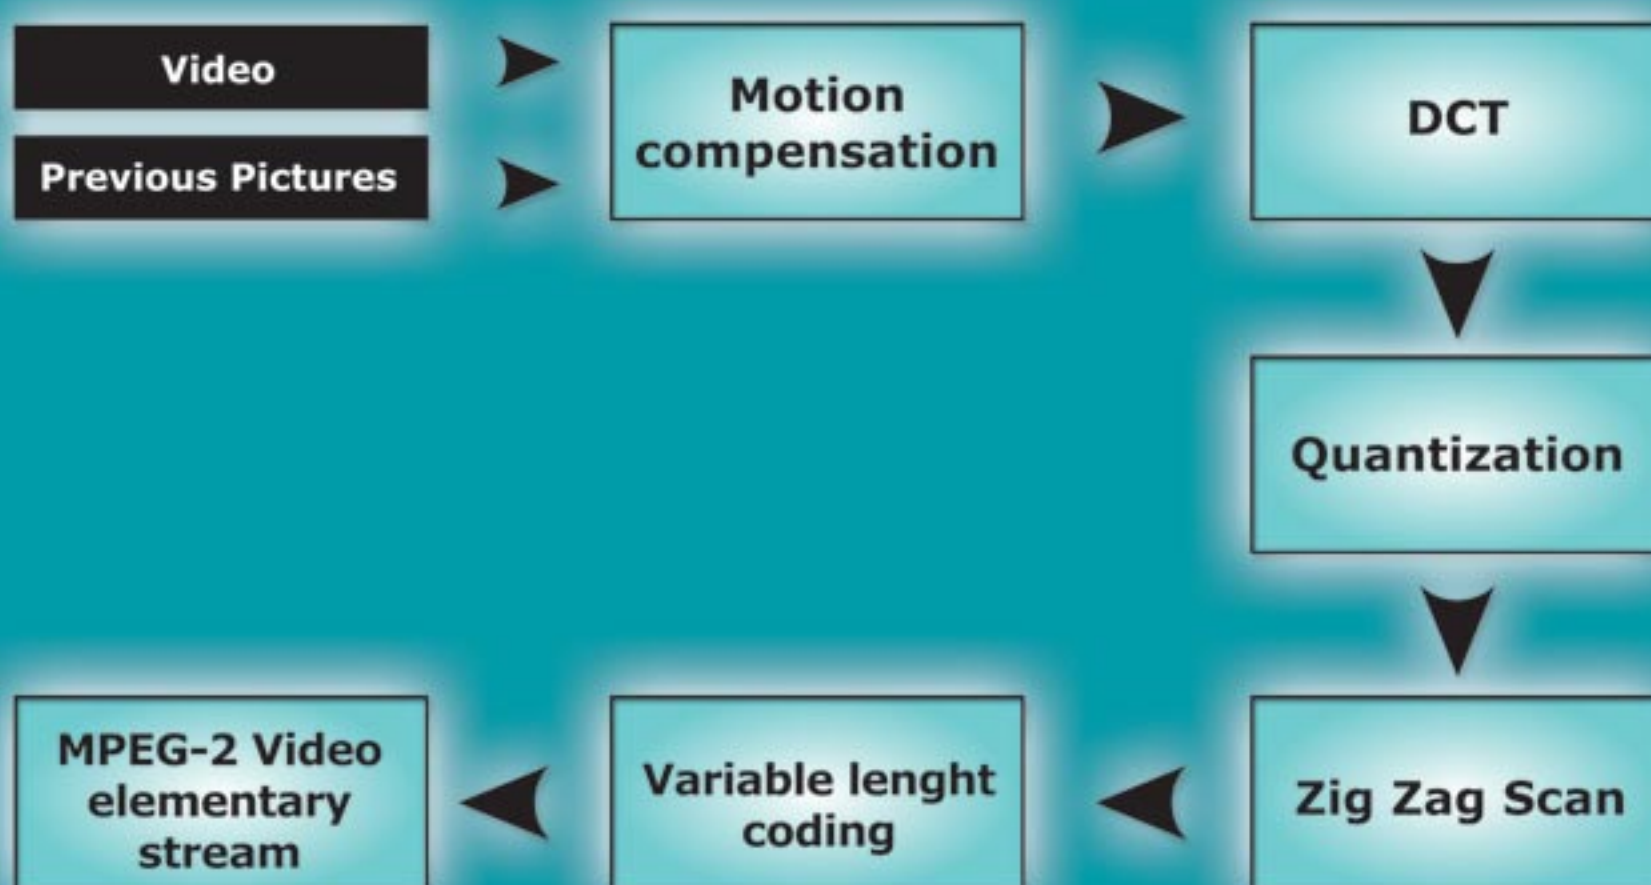 Video
Previous Pictures
Motion
compensation
DCT
Quantization
Zig Zag Scan
Variable lenght
coding
MPEG-2 Video
elementary
stream